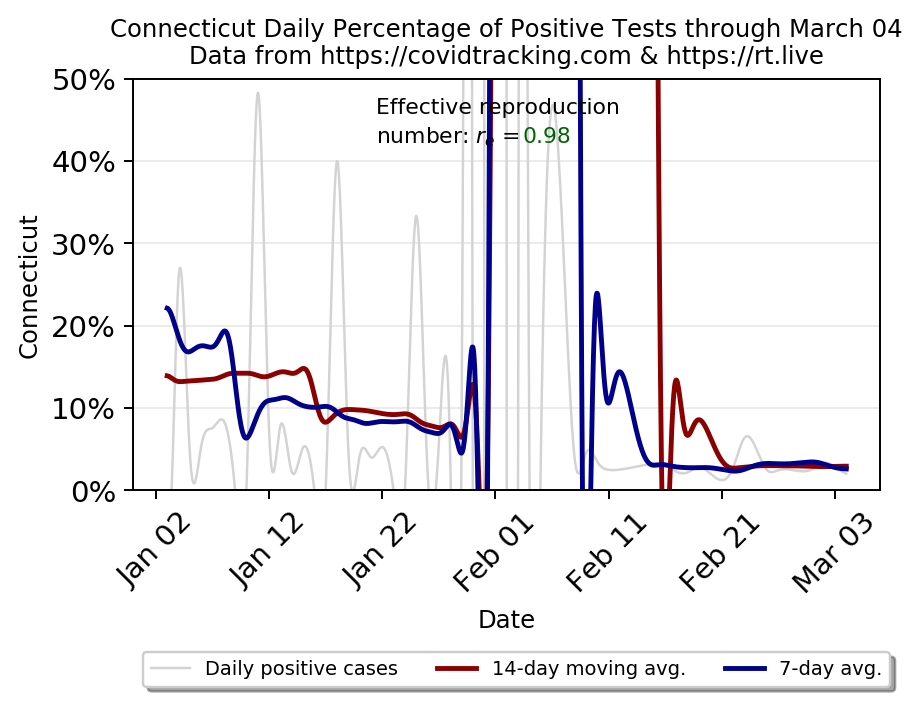 Connecticut Daily Percentage of Positive Tests through March 04
Data from https://covidtracking.com & https://rt.live
50%
40%
30%
20%
10%
0%
Connecticut
Effective reproduction
number: r =0.98
Jan 02
Jan 12
Jan 22
Feb 01
Feb 11
Feb 21
Mar 03
Date
Daily positive cases
14-day moving avg.
7-day avg.